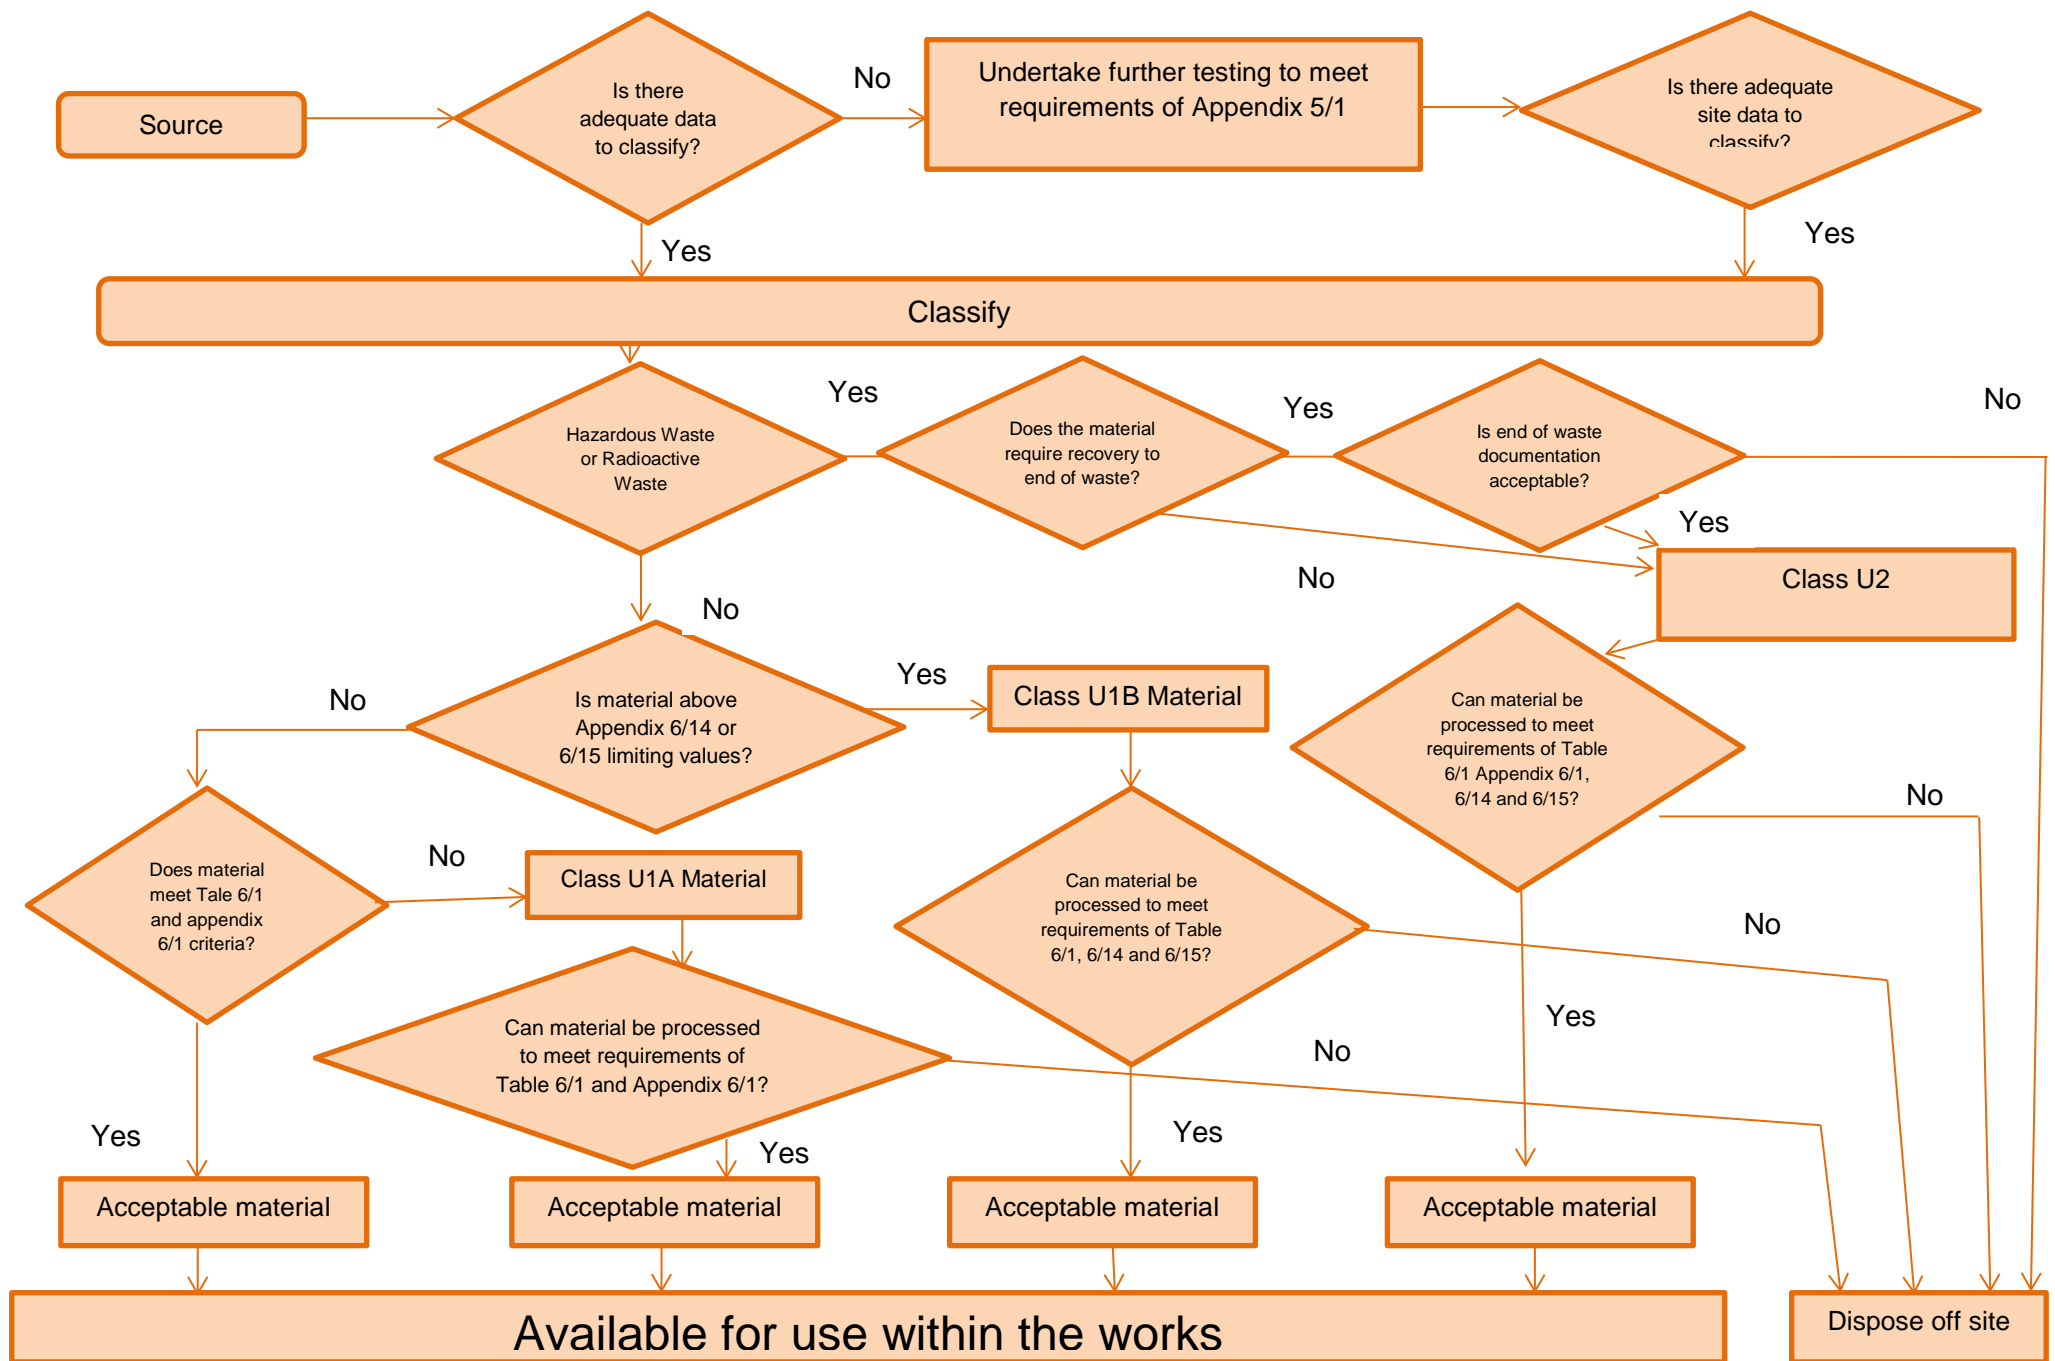 Source
Is there
adequate data
to classify?
No
Undertake further testing to meet
requirements of Appendix 5/1
Is there adequate
site data to
classify?
Yes
Yes
Classify
Hazardous Waste
or Radioactive
Waste
Yes
Does the material
require recovery to
end of waste?
Yes
Is end of waste
documentation
acceptable?
No
Yes
No
Class U2
No
Is material above
Appendix 6/14 or
6/15 limiting values?
No
Yes
Class U1B Material
Can material be
processed to meet
requirements of Table
6/1 Appendix 6/1,
6/14 and 6/15?
No
Does material
meet Tale 6/1
and appendix
6/1 criteria?
No
Class U1A Material
Can material be
processed to meet
requirements of Table
6/1, 6/14 and 6/15?
No
Can material be processed
to meet requirements of
Table 6/1 and Appendix 6/1?
No
Yes
Yes
Yes
Yes
Acceptable material
Acceptable material
Acceptable material
Acceptable material
Available for use within the works
Dispose off site